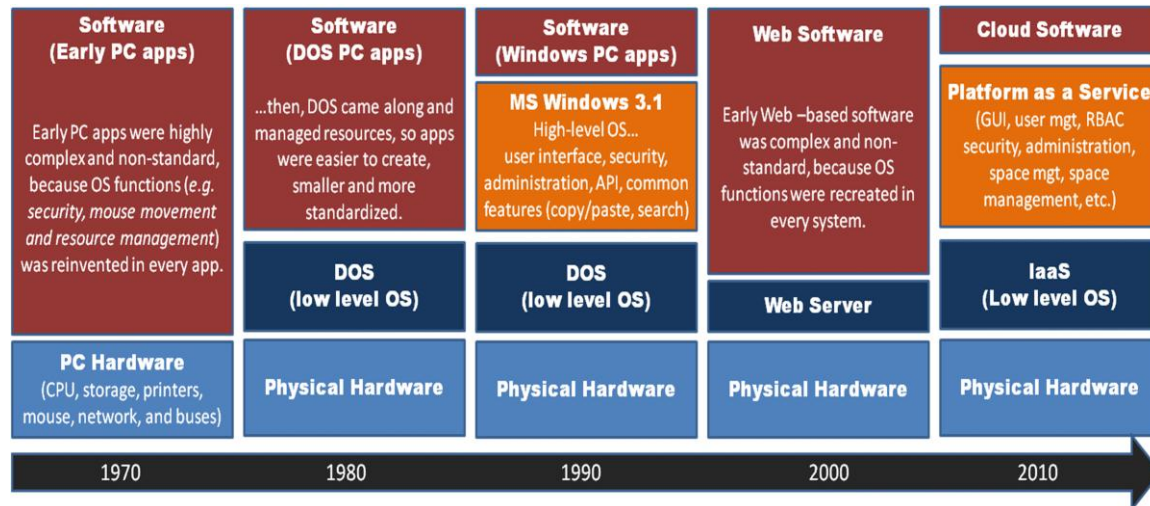 Software
(Early PC apps)
Early PC apps were highly
complex and non-standard,
because OS functions (e.g.
security, mouse movement
and resource management)
was reinvented in every app.
PC Hardware
(CPU, storage, printers,
mouse, network, and buses)
Software
(DOS PC apps)
...then, DOS came along and
managed resources, so apps
were easier to create,
smaller and more
standardized.
DOS
(low level OS)
Physical Hardware
Software
(Windows PC apps)
MS Windows 3.1
High-level OS...
user interface, security,
administration, API, common
features (copy/paste, search)
DOS
(low level OS)
Physical Hardware
Web Software
Early Web –based software
was complex and non-
standard, because OS
functions were recreated in
every system.
Web Server
Physical Hardware
Cloud Software
Platform as a Service
(GUI, user mgt, RBAC
security, administration,
space mgt, space
management, etc.)
IaaS
(Low level OS)
Physical Hardware
1970
1980
1990
2000
2010